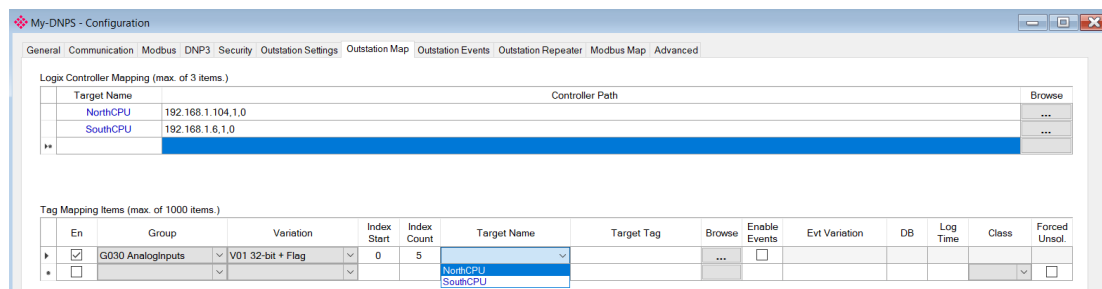 My-DNPS - Configuration
General Communication Modbus DNP3 Security Outstation Settings Outstation Map Outstation Events Outstation Repeater Modbus Map Advanced
Logix Controller Mapping (max. of 3 items.)
Target Name Controller Path Browse
NorthCPU 192.168.1.104,1,0 ...
SouthCPU 192.168.1.6,1,0 ...
Tag Mapping Items (max. of 1000 items.)
En Group Variation Index Start Index Count Target Name Target Tag Browse Enable Events Evt Variation DB Log Time Class Forced Unsol.
G030 AnalogInputs V01 32-bit + Flag 0 5 ...
NorthCPU
SouthCPU